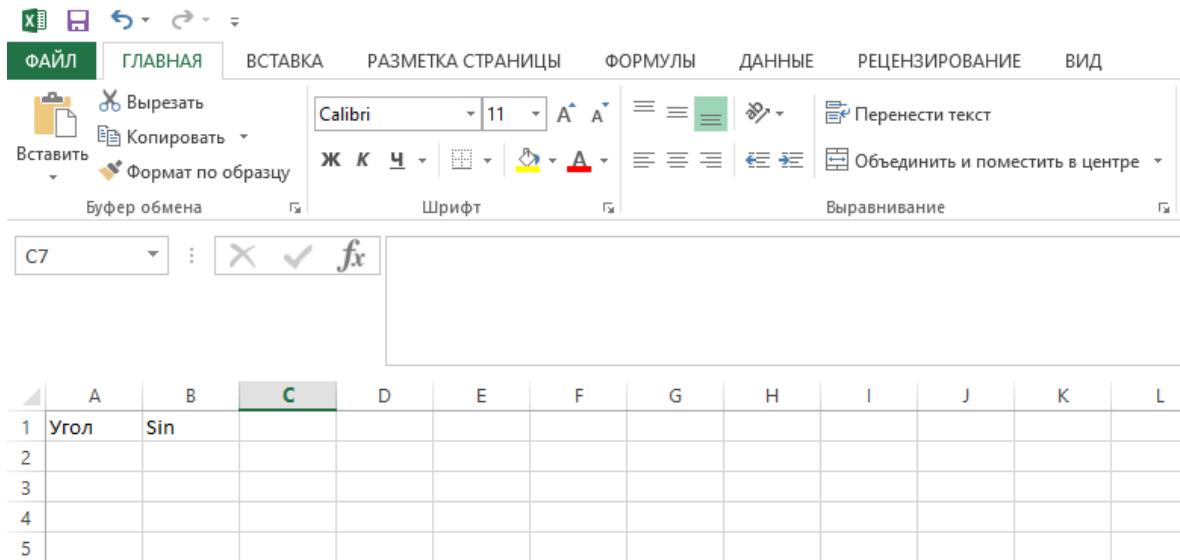 ФАЙЛ ГЛАВНАЯ ВСТАВКА РАЗМЕТКА СТРАНИЦЫ ФОРМУЛЫ ДАННЫЕ РЕЦЕНЗИРОВАНИЕ ВИД
Вставить
Вырезать
Копировать
Формат по образцу
Буфер обмена
Calibri 11 A A
Ж К Ч А
Шрифт
Перенести текст
Объединить и поместить в центре
Выравнивание
C7 fx
A B C D E F G H I J K L
1 Угол Sin
2
3
4
5